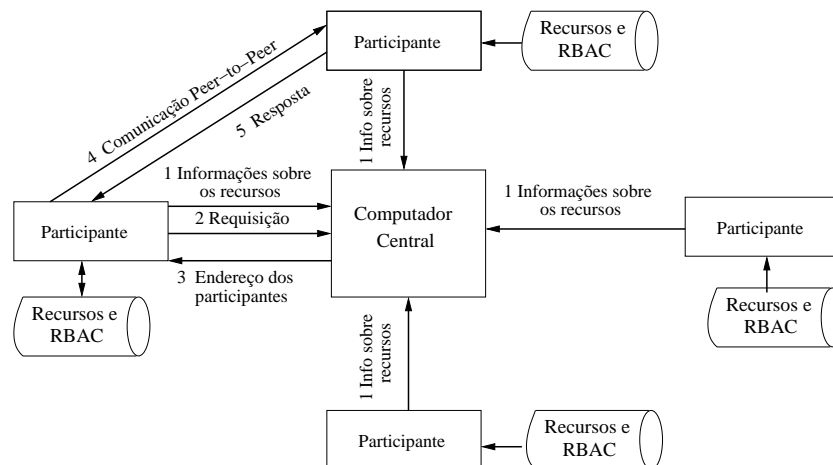 Participante
Recursos e
RBAC
4 Comunicação Peer–to–Peer
5 Resposta
1 Info sobre
recursos
1 Informações sobre
os recursos
2 Requisição
3 Endereço dos
participantes
Participante
Recursos e
RBAC
Computador
Central
1 Informações sobre
os recursos
Participante
Recursos e
RBAC
1 Info sobre
recursos
Participante
Recursos e
RBAC